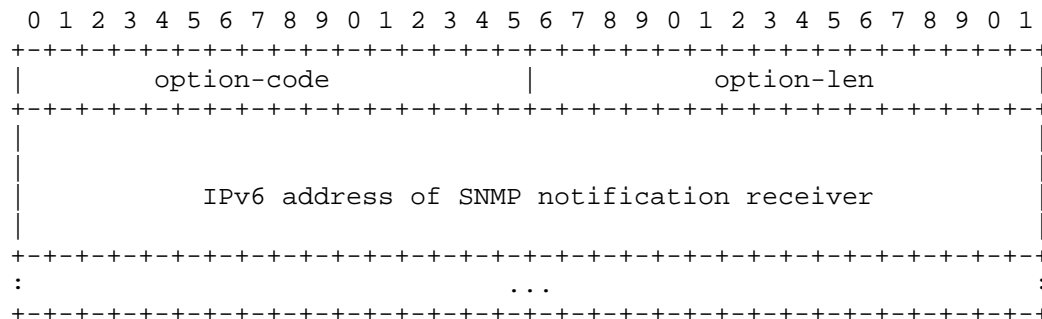 0 1 2 3 4 5 6 7 8 9 0 1 2 3 4 5 6 7 8 9 0 1 2 3 4 5 6 7 8 9 0 1
+-+-+-+-+-+-+-+-+-+-+-+-+-+-+-+-+-+-+-+-+-+-+-+-+-+-+-+-+-+-+-+-+
|        option-code            |           option-len          |
+-+-+-+-+-+-+-+-+-+-+-+-+-+-+-+-+-+-+-+-+-+-+-+-+-+-+-+-+-+-+-+-+
|                                                               |
|                                                               |
|           IPv6 address of SNMP notification receiver          |
|                                                               |
+-+-+-+-+-+-+-+-+-+-+-+-+-+-+-+-+-+-+-+-+-+-+-+-+-+-+-+-+-+-+-+-+
:                              ...                              :
+-+-+-+-+-+-+-+-+-+-+-+-+-+-+-+-+-+-+-+-+-+-+-+-+-+-+-+-+-+-+-+-+